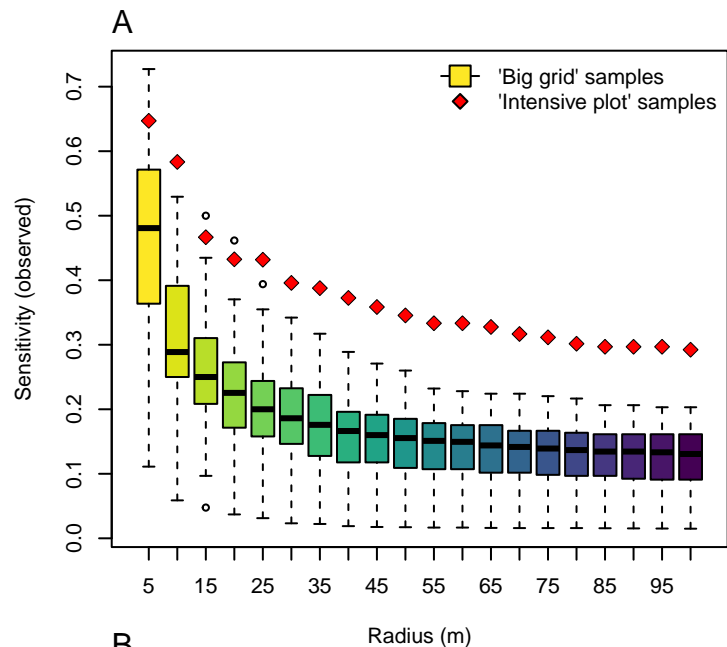 A
'Big grid' samples
'Intensive plot' samples
Sensitivity (observed)
0.7
0.6
0.5
0.4
0.3
0.2
0.1
0.0
5 15 25 35 45 55 65 75 85 95
Radius (m)
B